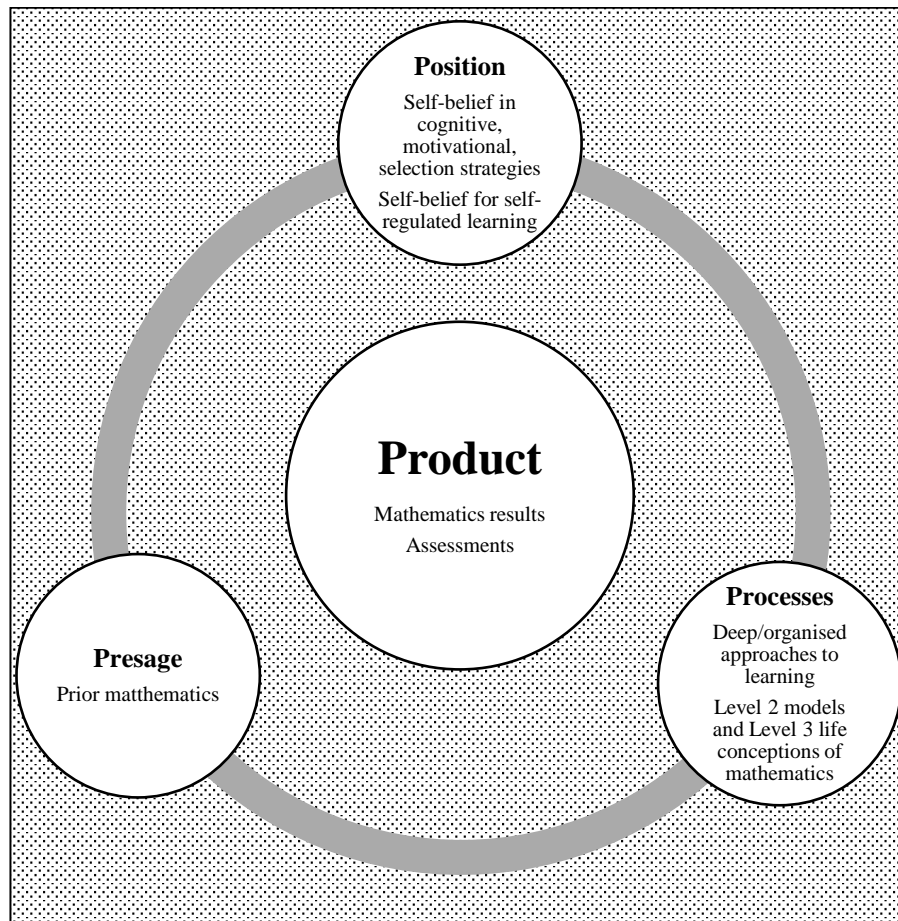 Position
Self-belief in
cognitive,
motivational,
selection strategies
Self-belief for self-
regulated learning
Product
Mathematics results
Assessments
Presage
Prior matthematics
Processes
Deep/organised
approaches to
learning
Level 2 models
and Level 3 life
conceptions of
mathematics